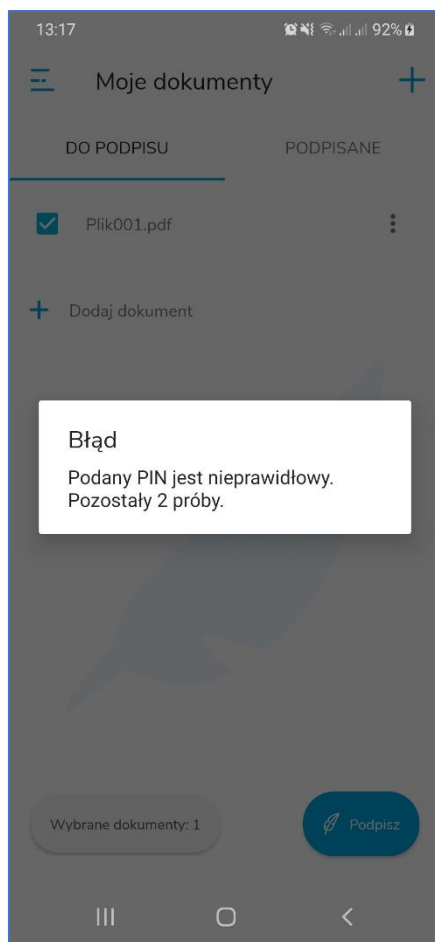 13:17 92%
Moje dokumenty
DO PODPISU PODPISANE
Plik001.pdf
Dodaj dokument
Błąd
Podany PIN jest nieprawidłowy.
Pozostały 2 próby.
Wybrane dokumenty: 1 Podpisz